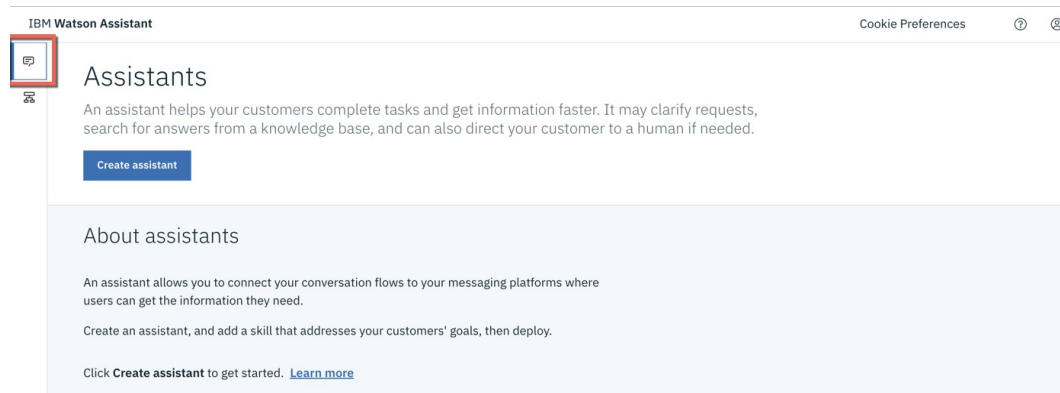 IBM Watson Assistant
Cookie Preferences
Assistants
An assistant helps your customers complete tasks and get information faster. It may clarify requests,
search for answers from a knowledge base, and can also direct your customer to a human if needed.
Create assistant
About assistants
An assistant allows you to connect your conversation flows to your messaging platforms where
users can get the information they need.
Create an assistant, and add a skill that addresses your customers' goals, then deploy.
Click Create assistant to get started. Learn more